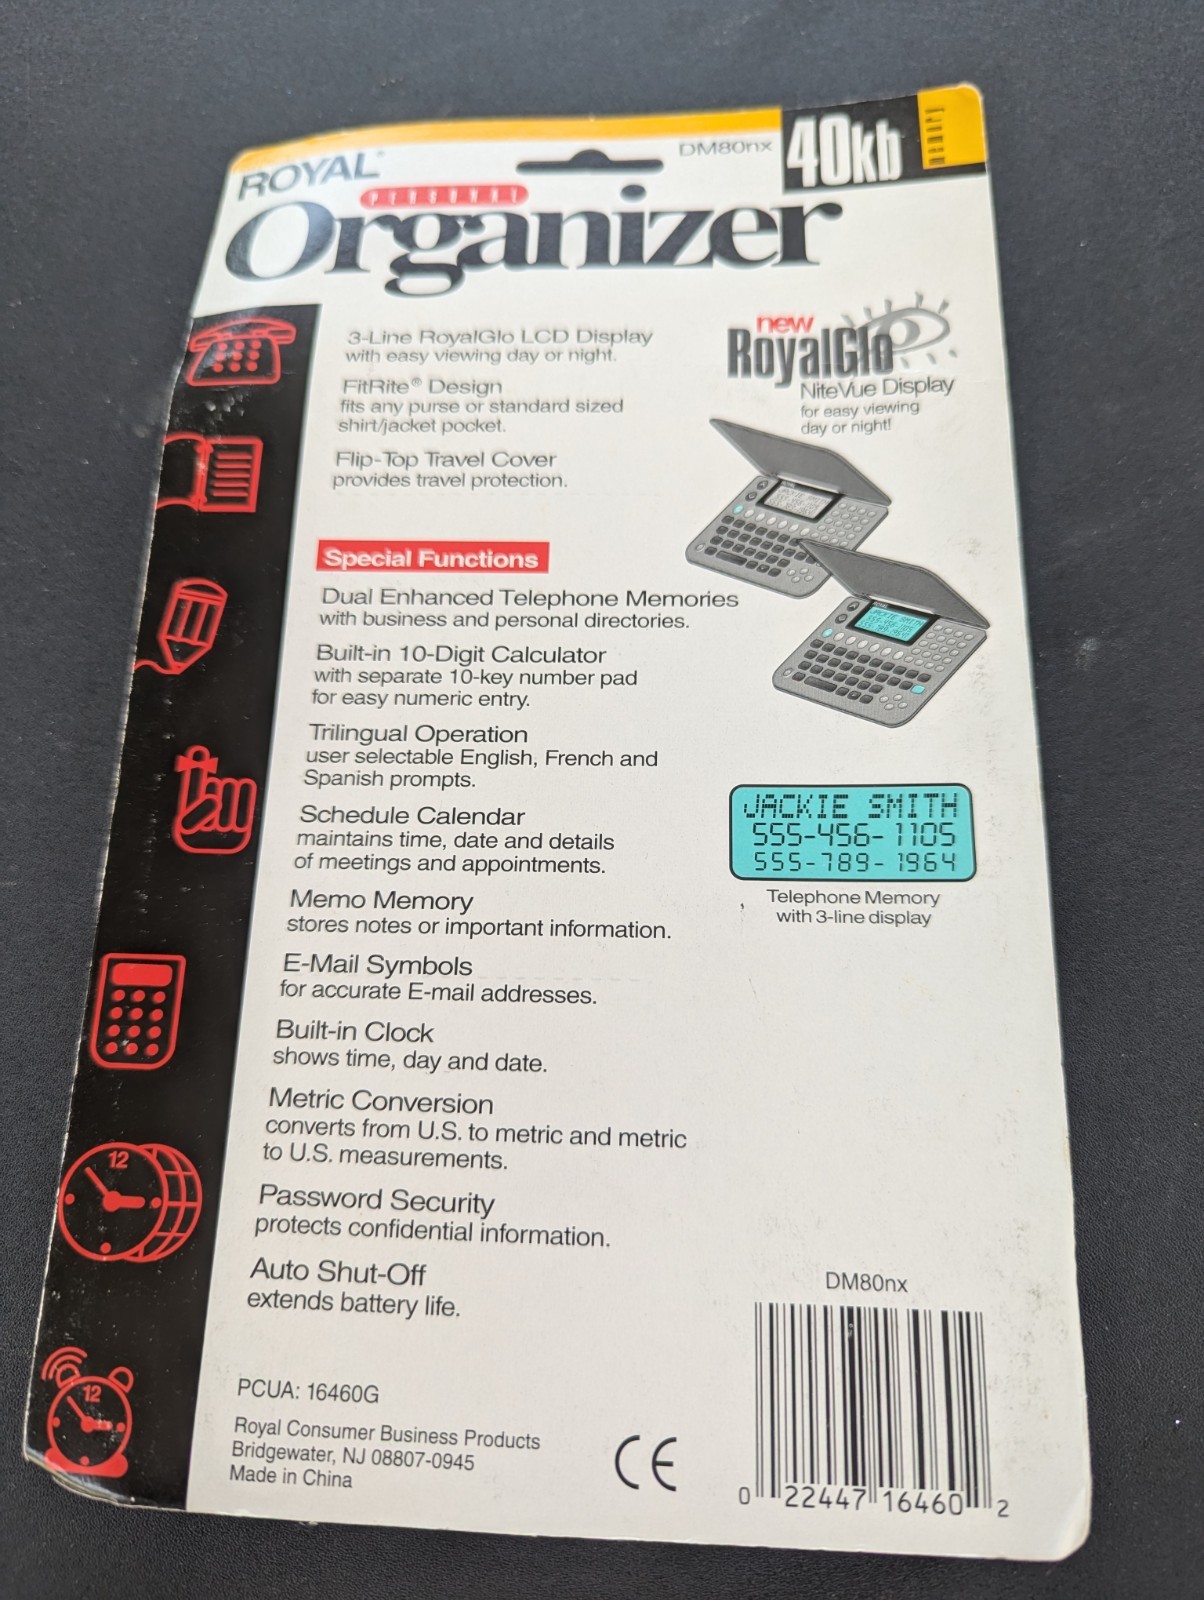 ROYAL
DM80nx
40kb
memory
PERSONAL
Organizer
3-Line RoyalGlo LCD Display
with easy viewing day or night.
FitRite® Design
fits any purse or standard sized
shirt/jacket pocket.
Flip-Top Travel Cover
provides travel protection.
new
RoyalGlo
NiteVue Display
for easy viewing
day or night!
Special Functions
Dual Enhanced Telephone Memories
with business and personal directories.
Built-in 10-Digit Calculator
with separate 10-key number pad
for easy numeric entry.
Trilingual Operation
user selectable English, French and
Spanish prompts.
Schedule Calendar
maintains time, date and details
of meetings and appointments.
Memo Memory
stores notes or important information.
E-Mail Symbols
for accurate E-mail addresses.
Built-in Clock
shows time, day and date.
Metric Conversion
converts from U.S. to metric and metric
to U.S. measurements.
Password Security
protects confidential information.
Auto Shut-Off
extends battery life.
JACKIE SMITH
555-456-1105
555-789-1964
Telephone Memory
with 3-line display
12
12
PCUA: 16460G
Royal Consumer Business Products
Bridgewater, NJ 08807-0945
Made in China
CE
DM80nx
0 22447 16460 2